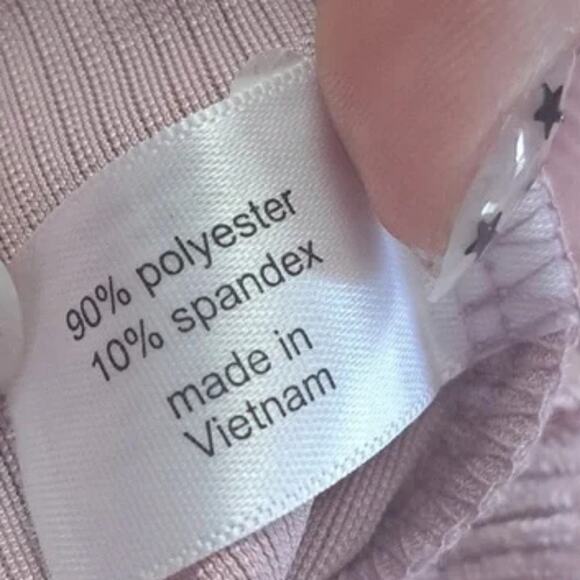 90% polyester
10% spandex
made in
Vietnam